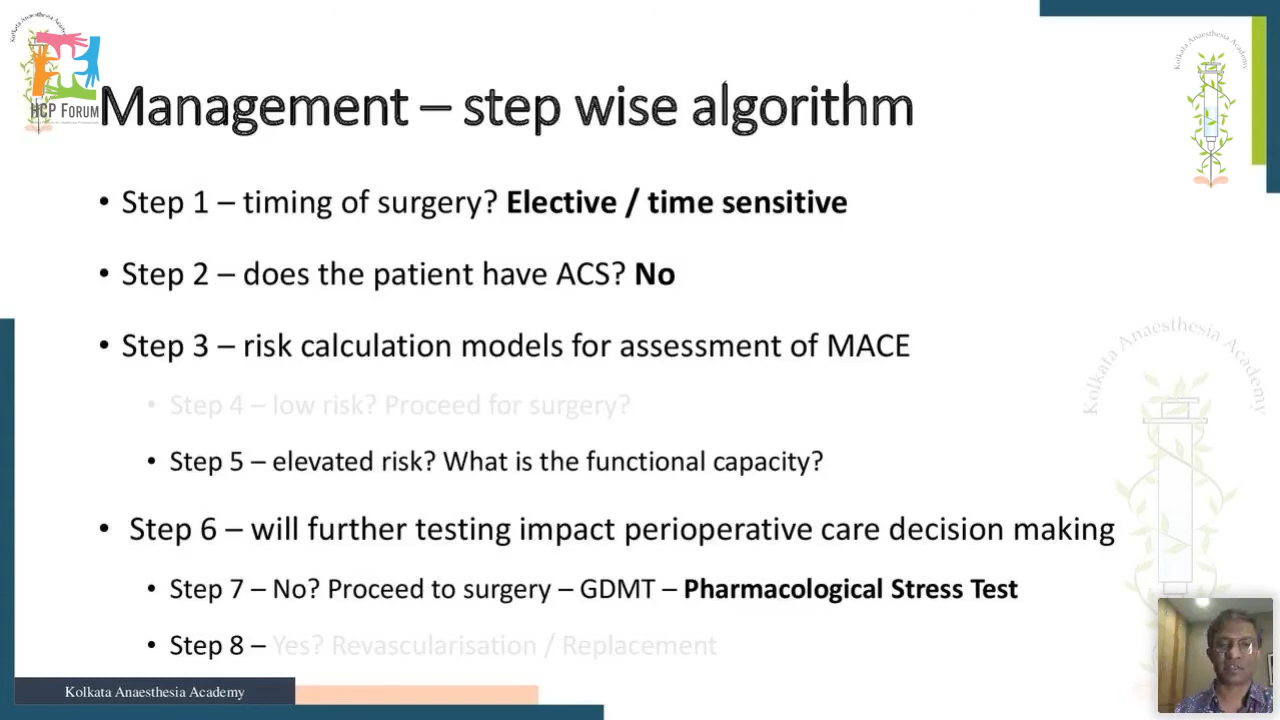 Kolkata Anaesthesia Academy
HCP FORUM
Kolkata Anaesthesia Academy
Management – step wise algorithm
• Step 1 – timing of surgery? Elective / time sensitive
• Step 2 – does the patient have ACS? No
• Step 3 – risk calculation models for assessment of MACE
• Step 4 – low risk? Proceed for surgery?
• Step 5 – elevated risk? What is the functional capacity?
• Step 6 – will further testing impact perioperative care decision making
• Step 7 – No? Proceed to surgery – GDMT – Pharmacological Stress Test
• Step 8 – Yes? Revascularisation / Replacement
Kolkata Anaesthesia Academy
Kolkata Anaesthesia Academy